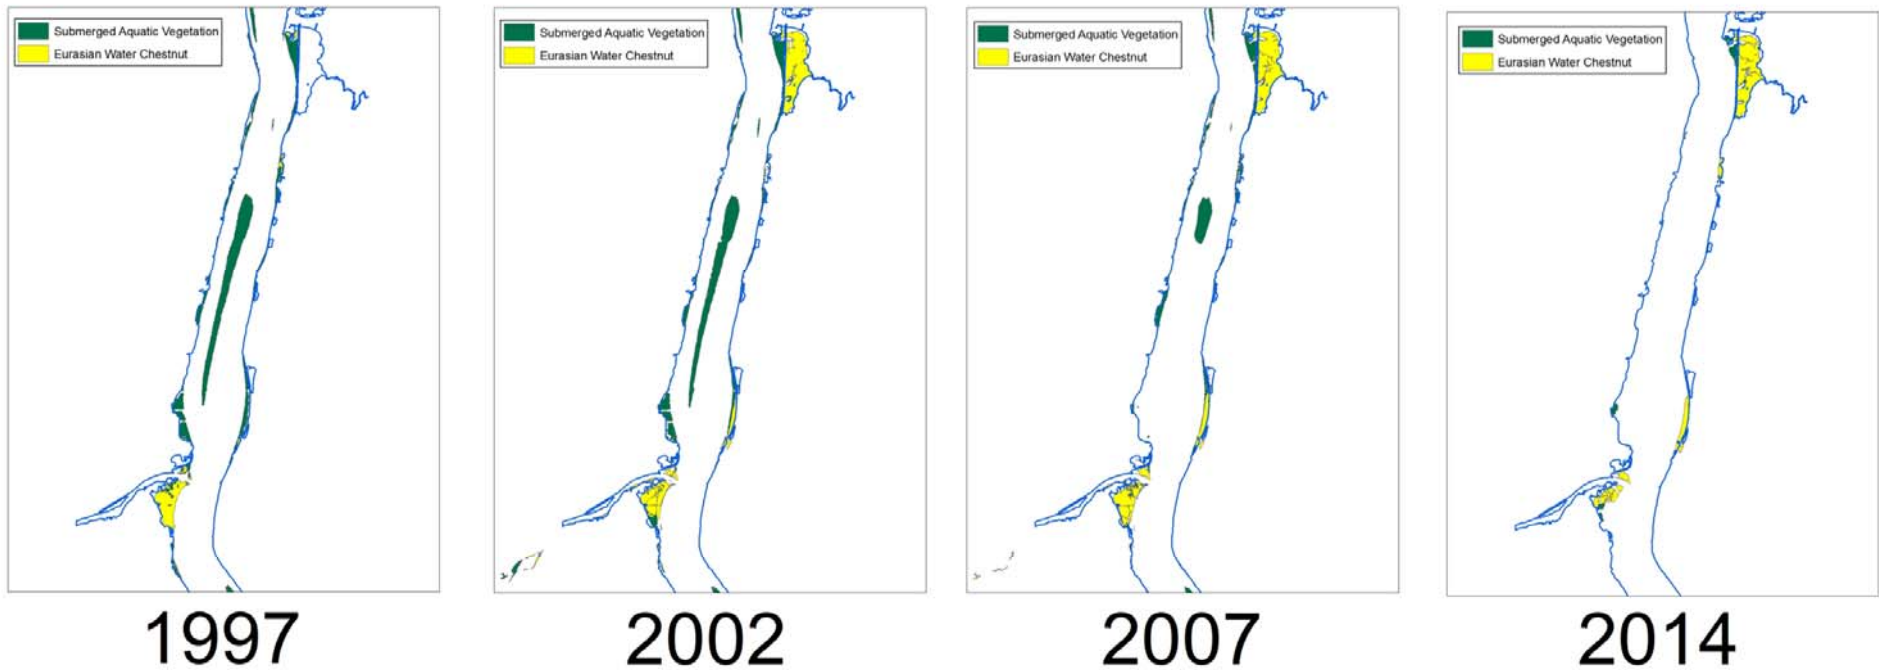 Submerged Aquatic Vegetation
Eurasian Water Chestnut
Submerged Aquatic Vegetation
Eurasian Water Chestnut
Submerged Aquatic Vegetation
Eurasian Water Chestnut
Submerged Aquatic Vegetation
Eurasian Water Chestnut
1997
2002
2007
2014